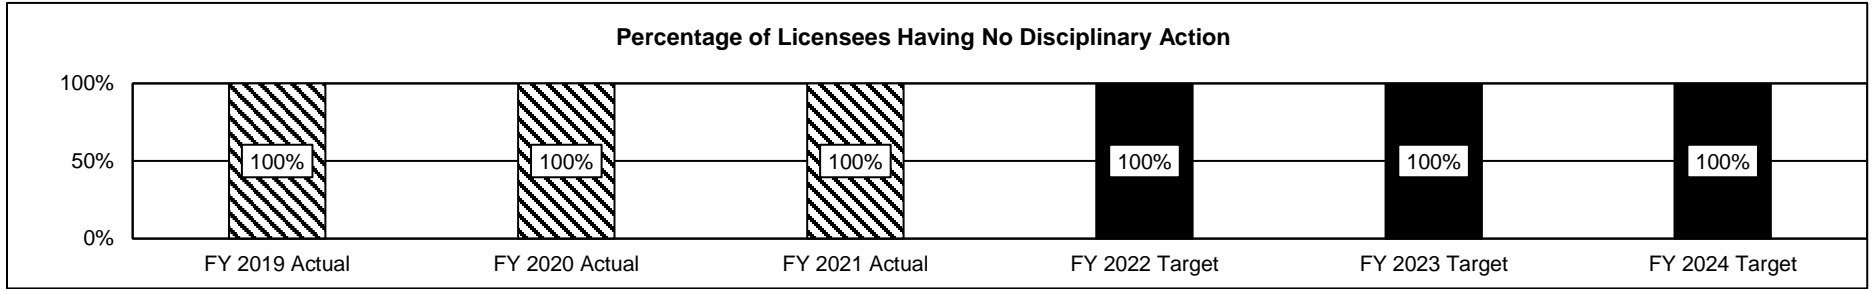 Percentage of Licensees Having No Disciplinary Action
100%
50%
0%
100% 100% 100% 100% 100% 100%
FY 2019 Actual FY 2020 Actual FY 2021 Actual FY 2022 Target FY 2023 Target FY 2024 Target